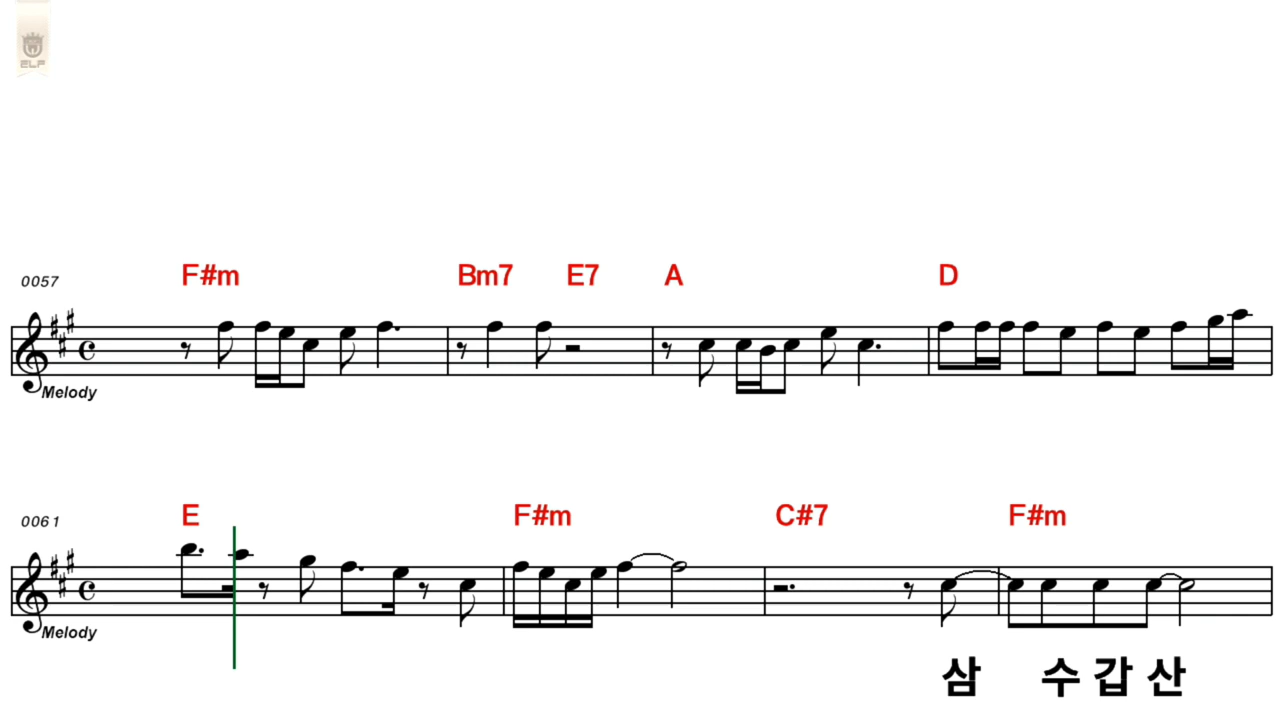 ELF
0057 F#m Bm7 E7 A D
Melody
0061 E F#m C#7 F#m
Melody
삼 수 갑 산